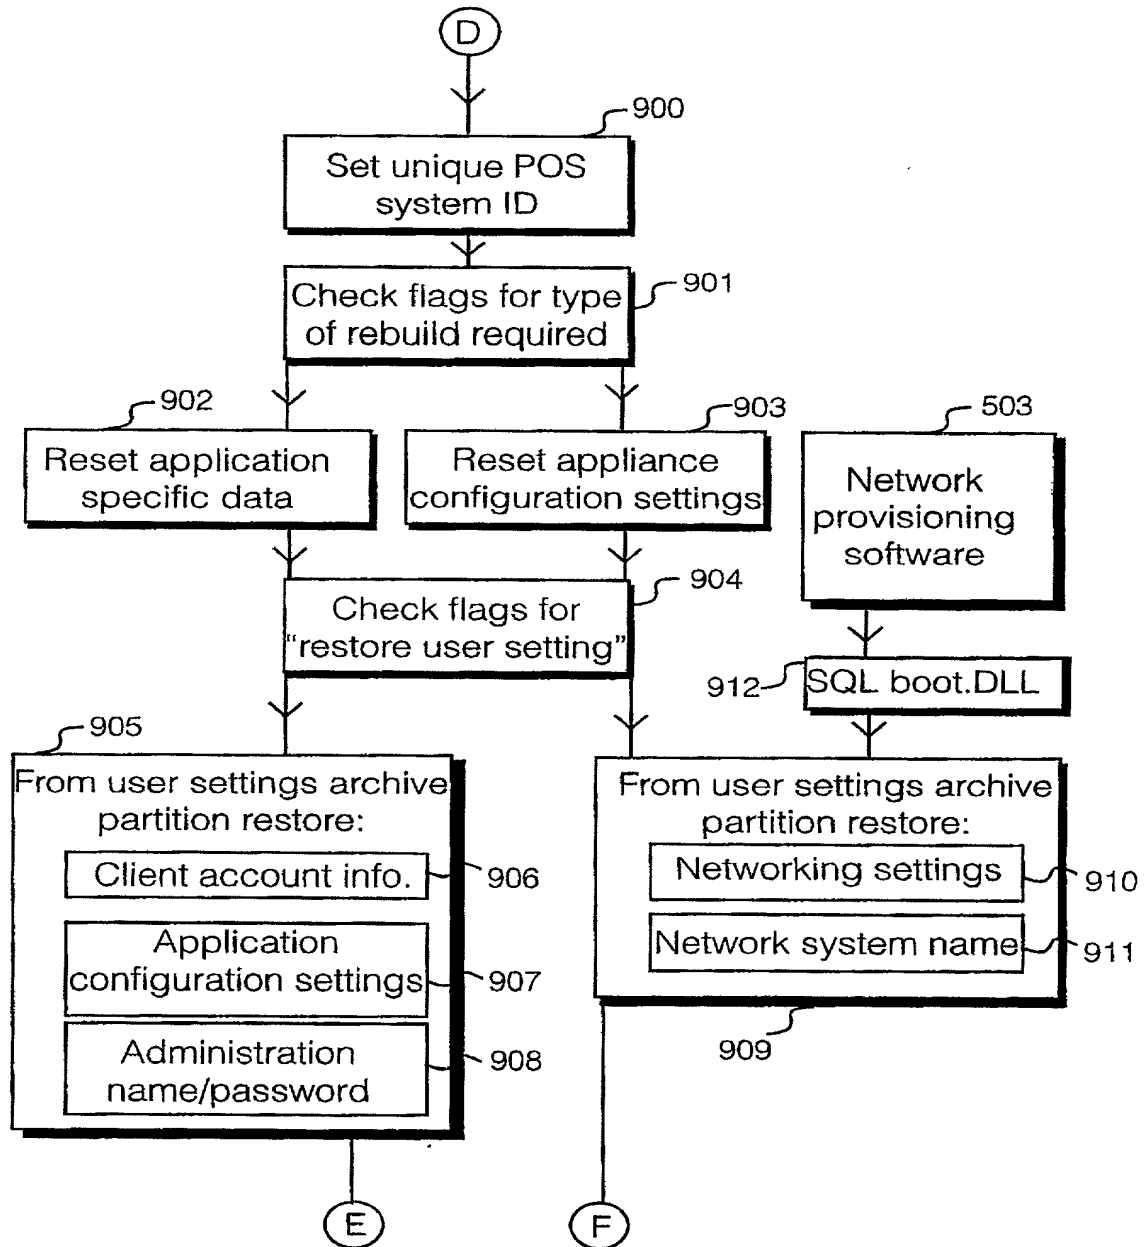 D
900
Set unique POS
system ID
901
Check flags for type
of rebuild required
902
Reset application
specific data
903
Reset appliance
configuration settings
503
Network
provisioning
software
904
Check flags for
“restore user setting”
912
SQL boot.DLL
905
From user settings archive
partition restore:
Client account info.
906
Application
configuration settings
907
Administration
name/password
908
From user settings archive
partition restore:
Networking settings
910
Network system name
911
909
E
F